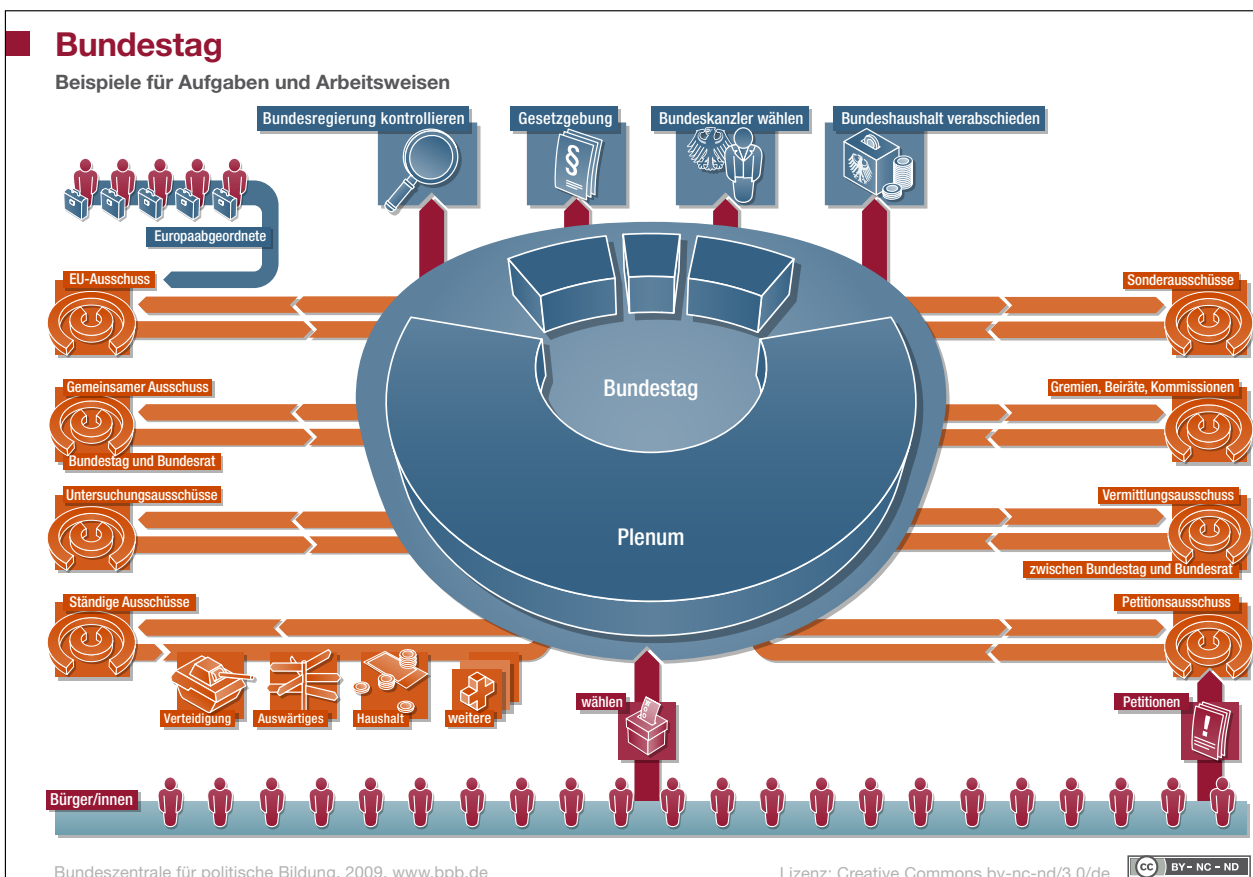 Bundestag
Beispiele für Aufgaben und Arbeitsweisen
Bundesregierung kontrollieren
Gesetzgebung
Bundeskanzler wählen
Bundeshaushalt verabschieden
§
Europaabgeordnete
EU-Ausschuss
Sonderausschüsse
Bundestag
Gemeinsamer Ausschuss
Bundestag und Bundesrat
Gremien, Beiräte, Kommissionen
Untersuchungsausschüsse
Vermittlungsausschuss
zwischen Bundestag und Bundesrat
Plenum
Ständige Ausschüsse
Petitionsausschuss
Verteidigung
Auswärtiges
Haushalt
weitere
wählen
Petitionen
!
Bürger/innen
Bundeszentrale für politische Bildung, 2009, www.bpb.de
Lizenz: Creative Commons by-nc-nd/3.0/de
cc BY - NC - ND